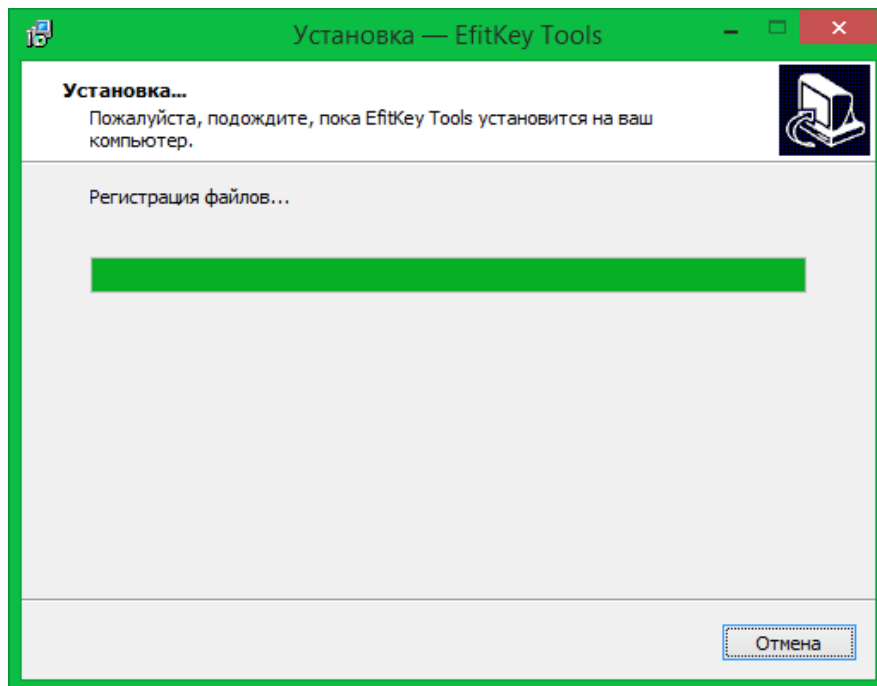 Установка — EfitKey Tools
Установка...
Пожалуйста, подождите, пока EfitKey Tools установится на ваш
компьютер.
Регистрация файлов...
Отмена